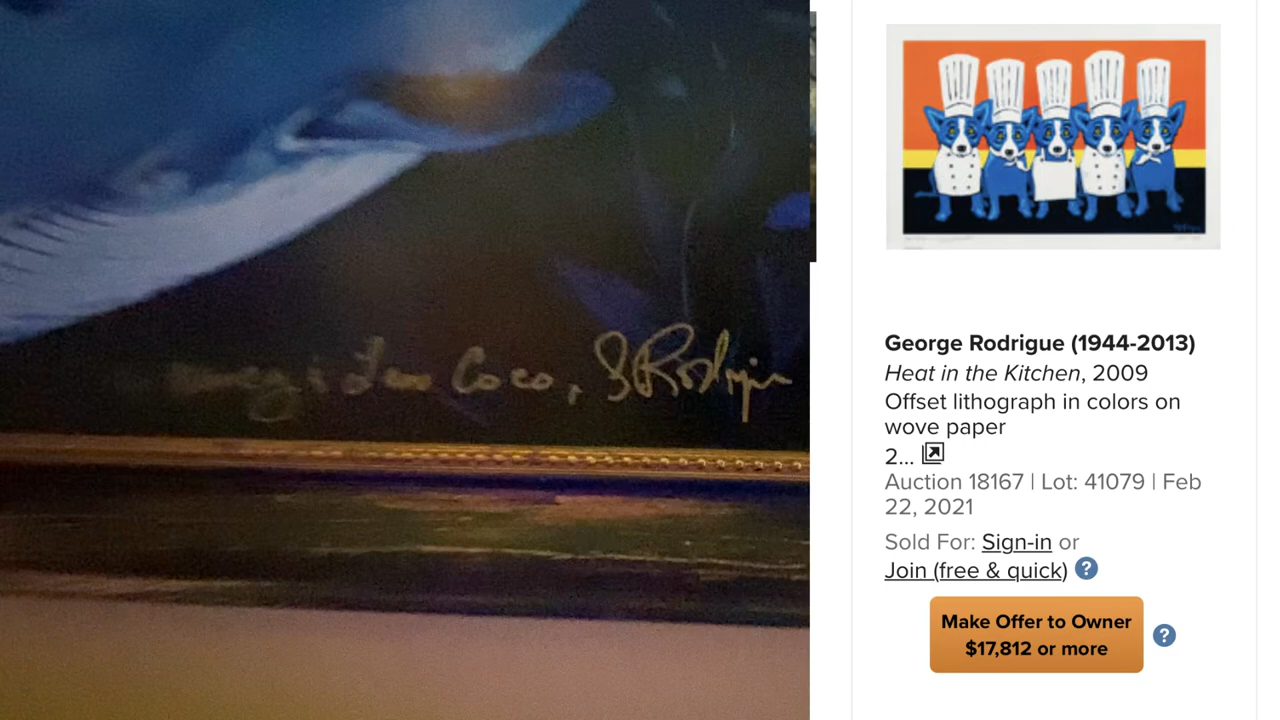 Coco, GRodrigue
George Rodrigue (1944-2013)
Heat in the Kitchen, 2009
Offset lithograph in colors on
wove paper
2...
Auction 18167 | Lot: 41079 | Feb
22, 2021
Sold For: Sign-in or
Join (free & quick) ?
Make Offer to Owner
$17,812 or more
?